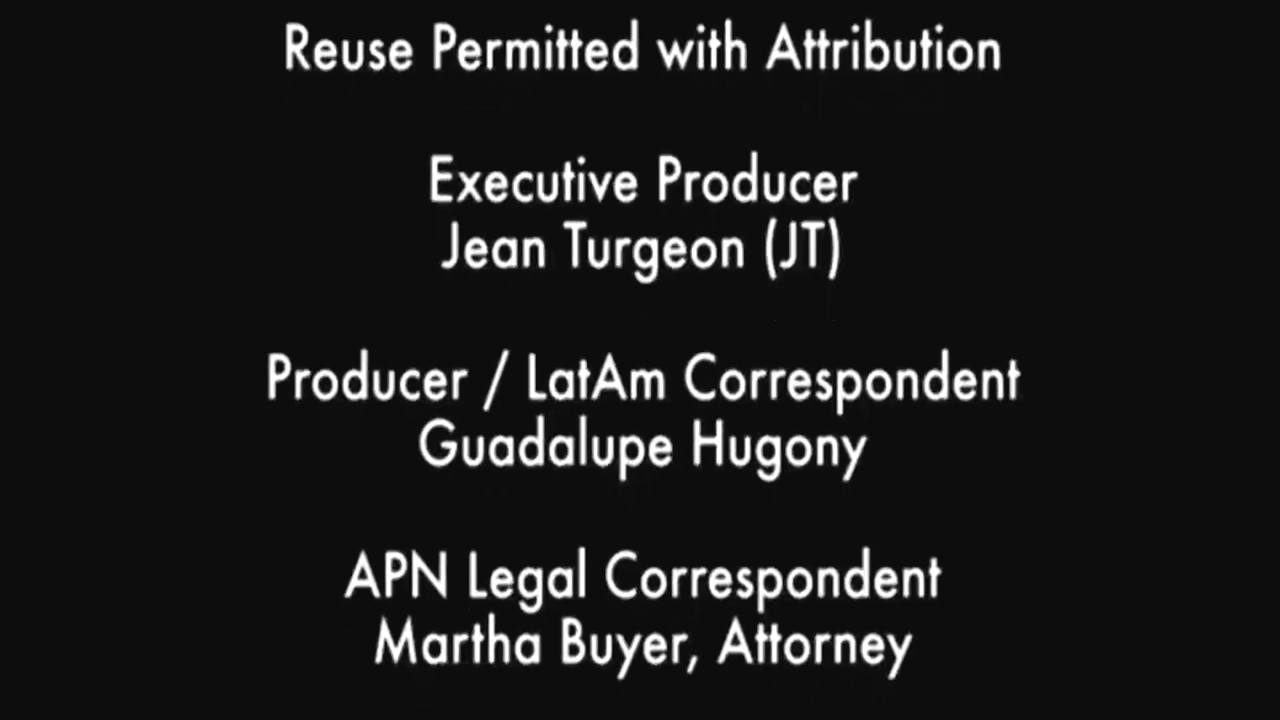 Reuse Permitted with Attribution
Executive Producer
Jean Turgeon (JT)
Producer / LatAm Correspondent
Guadalupe Hugony
APN Legal Correspondent
Martha Buyer, Attorney